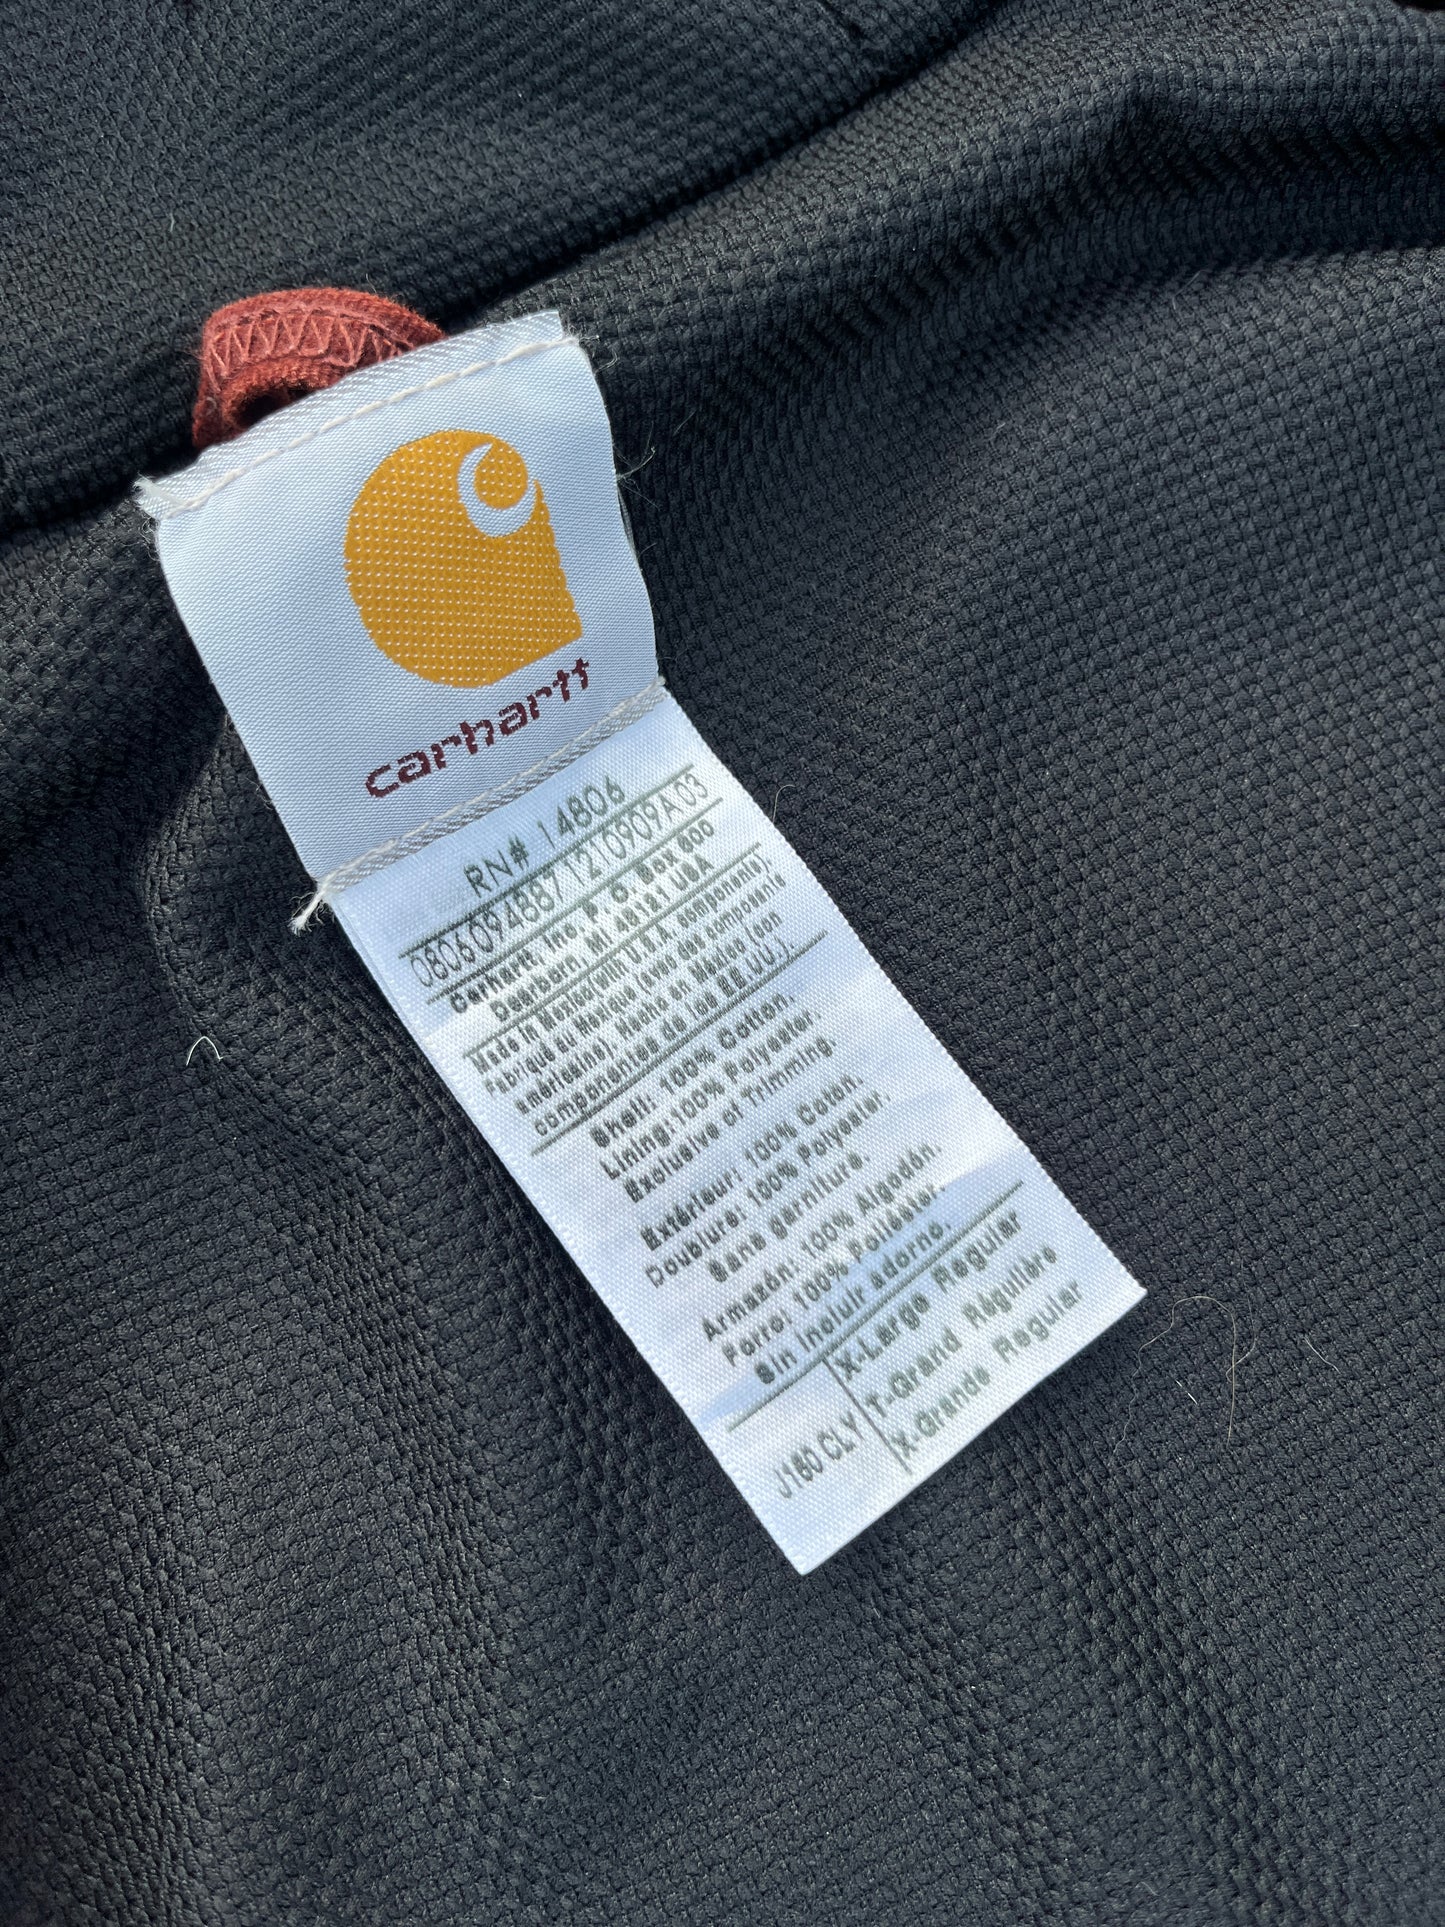 carhartt
RN# 14806
0806094887 1210909A 03
Carhartt, Inc. P. O. Box 600
Dearborn, MI 48121 USA
Made in Mexico(with U.S.A. components).
Fabriqué au Mexique (avec des composants
américains). Hecho en México (con
componentes de los EE.UU.).
Shell: 100% Cotton.
Lining: 100% Polyester.
Exclusive of Trimming.
Extérieur: 100% Coton.
Doublure: 100% Polyester.
Sans garniture.
Armazón: 100% Algodón.
Forro: 100% Poliéster.
Sin incluir adorno.
J160 CLY
X-Large Regular
T-Grand Régulière
X-Grande Regular